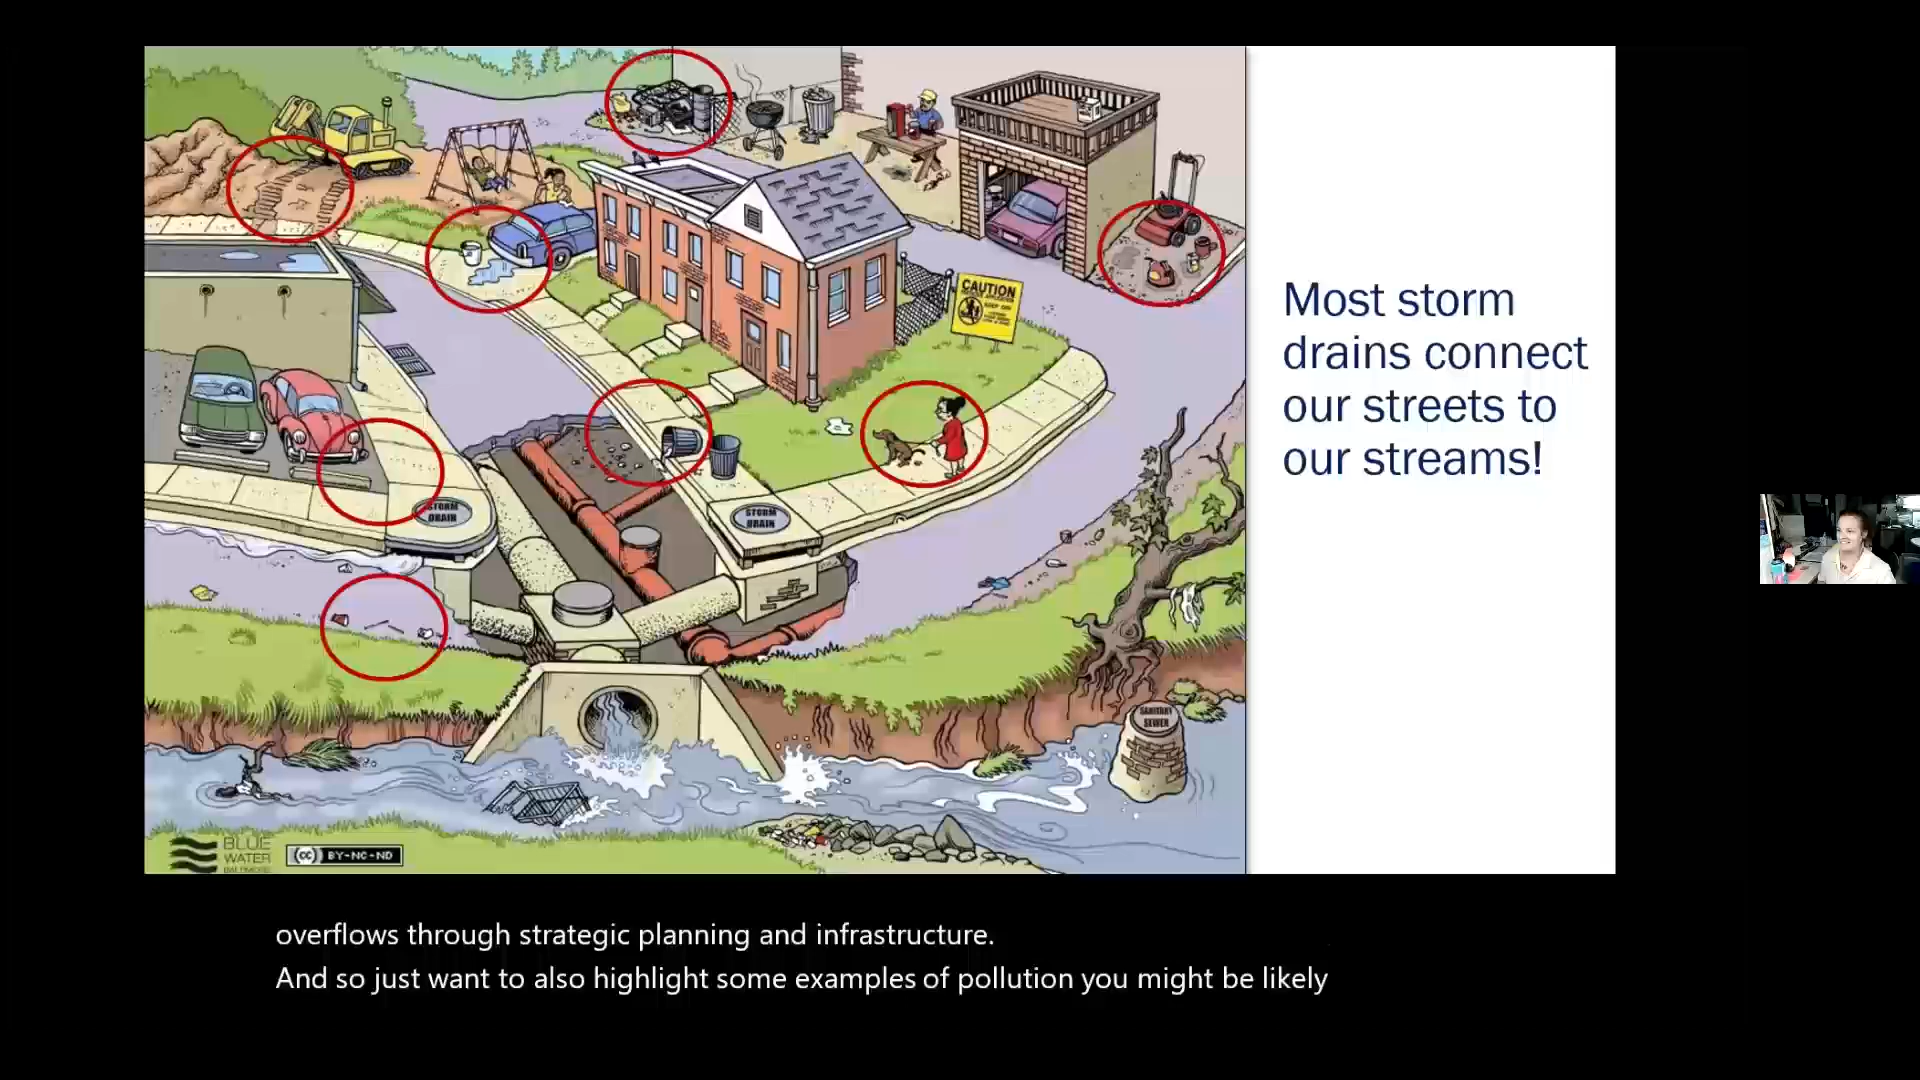 CAUTION
STORM
DRAIN
STORM
DRAIN
SANITARY
SEWER
Most storm
drains connect
our streets to
our streams!
BLUE
WATER
BALTIMORE
(cc) BY-NC-ND
overflows through strategic planning and infrastructure.
And so just want to also highlight some examples of pollution you might be likely